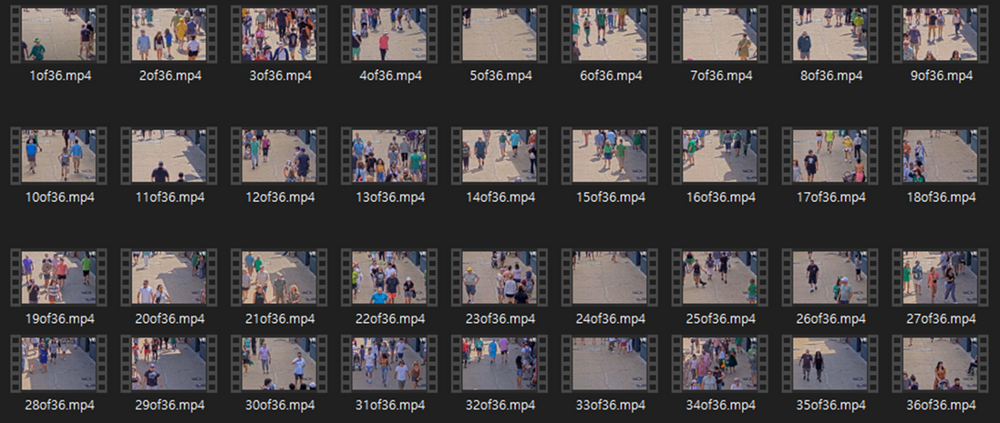 1of36.mp4 2of36.mp4 3of36.mp4 4of36.mp4 5of36.mp4 6of36.mp4 7of36.mp4 8of36.mp4 9of36.mp4
10of36.mp4 11of36.mp4 12of36.mp4 13of36.mp4 14of36.mp4 15of36.mp4 16of36.mp4 17of36.mp4 18of36.mp4
19of36.mp4 20of36.mp4 21of36.mp4 22of36.mp4 23of36.mp4 24of36.mp4 25of36.mp4 26of36.mp4 27of36.mp4
28of36.mp4 29of36.mp4 30of36.mp4 31of36.mp4 32of36.mp4 33of36.mp4 34of36.mp4 35of36.mp4 36of36.mp4